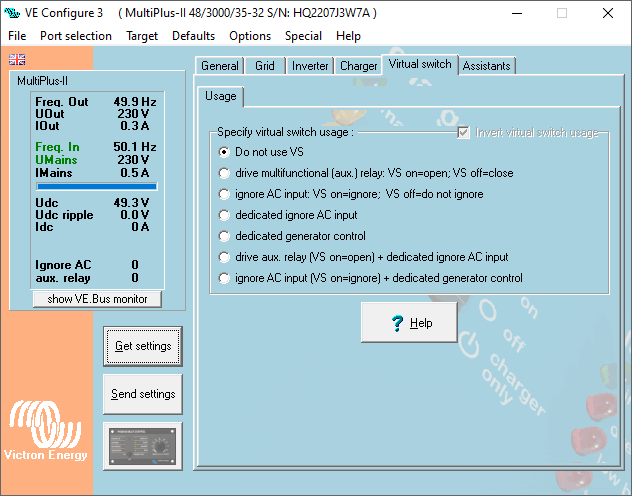 VE Configure 3 ( MultiPlus-II 48/3000/35-32 S/N: HQ2207J3W7A )
File Port selection Target Defaults Options Special Help
MultiPlus-II
Freq. Out 49.9 Hz
UOut 230 V
IOut 0.3 A
Freq. In 50.1 Hz
UMains 230 V
IMains 0.5 A
Udc 49.3 V
Udc ripple 0.0 V
Idc 0 A
Ignore AC 0
aux. relay 0
show VE.Bus monitor
Get settings
Send settings
Victron Energy
General Grid Inverter Charger Virtual switch Assistants
Usage
Specify virtual switch usage : Invert virtual switch usage
Do not use VS
drive multifunctional (aux.) relay: VS on=open; VS off=close
ignore AC input: VS on=ignore; VS off=do not ignore
dedicated ignore AC input
dedicated generator control
drive aux. relay (VS on=open) + dedicated ignore AC input
ignore AC input (VS on=ignore) + dedicated generator control
? Help
on
off
charger
only